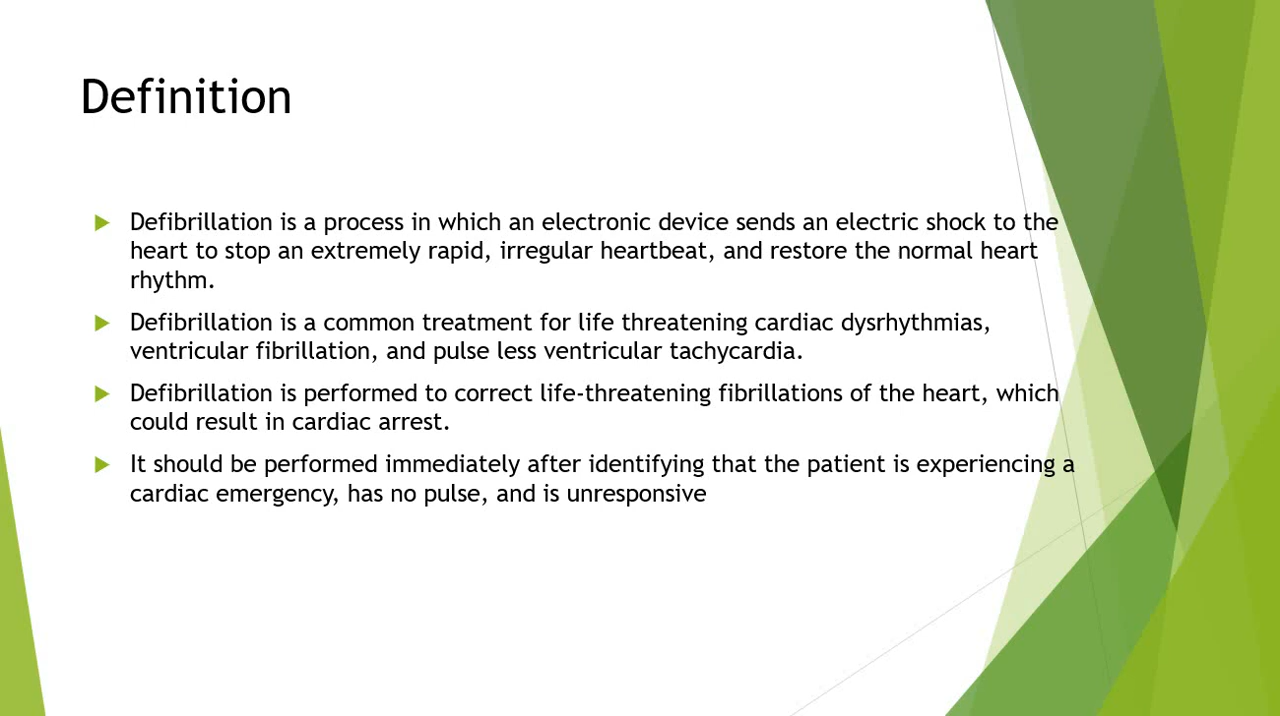 Definition
Defibrillation is a process in which an electronic device sends an electric shock to the
heart to stop an extremely rapid, irregular heartbeat, and restore the normal heart
rhythm.
Defibrillation is a common treatment for life threatening cardiac dysrhythmias,
ventricular fibrillation, and pulse less ventricular tachycardia.
Defibrillation is performed to correct life-threatening fibrillations of the heart, which
could result in cardiac arrest.
It should be performed immediately after identifying that the patient is experiencing a
cardiac emergency, has no pulse, and is unresponsive